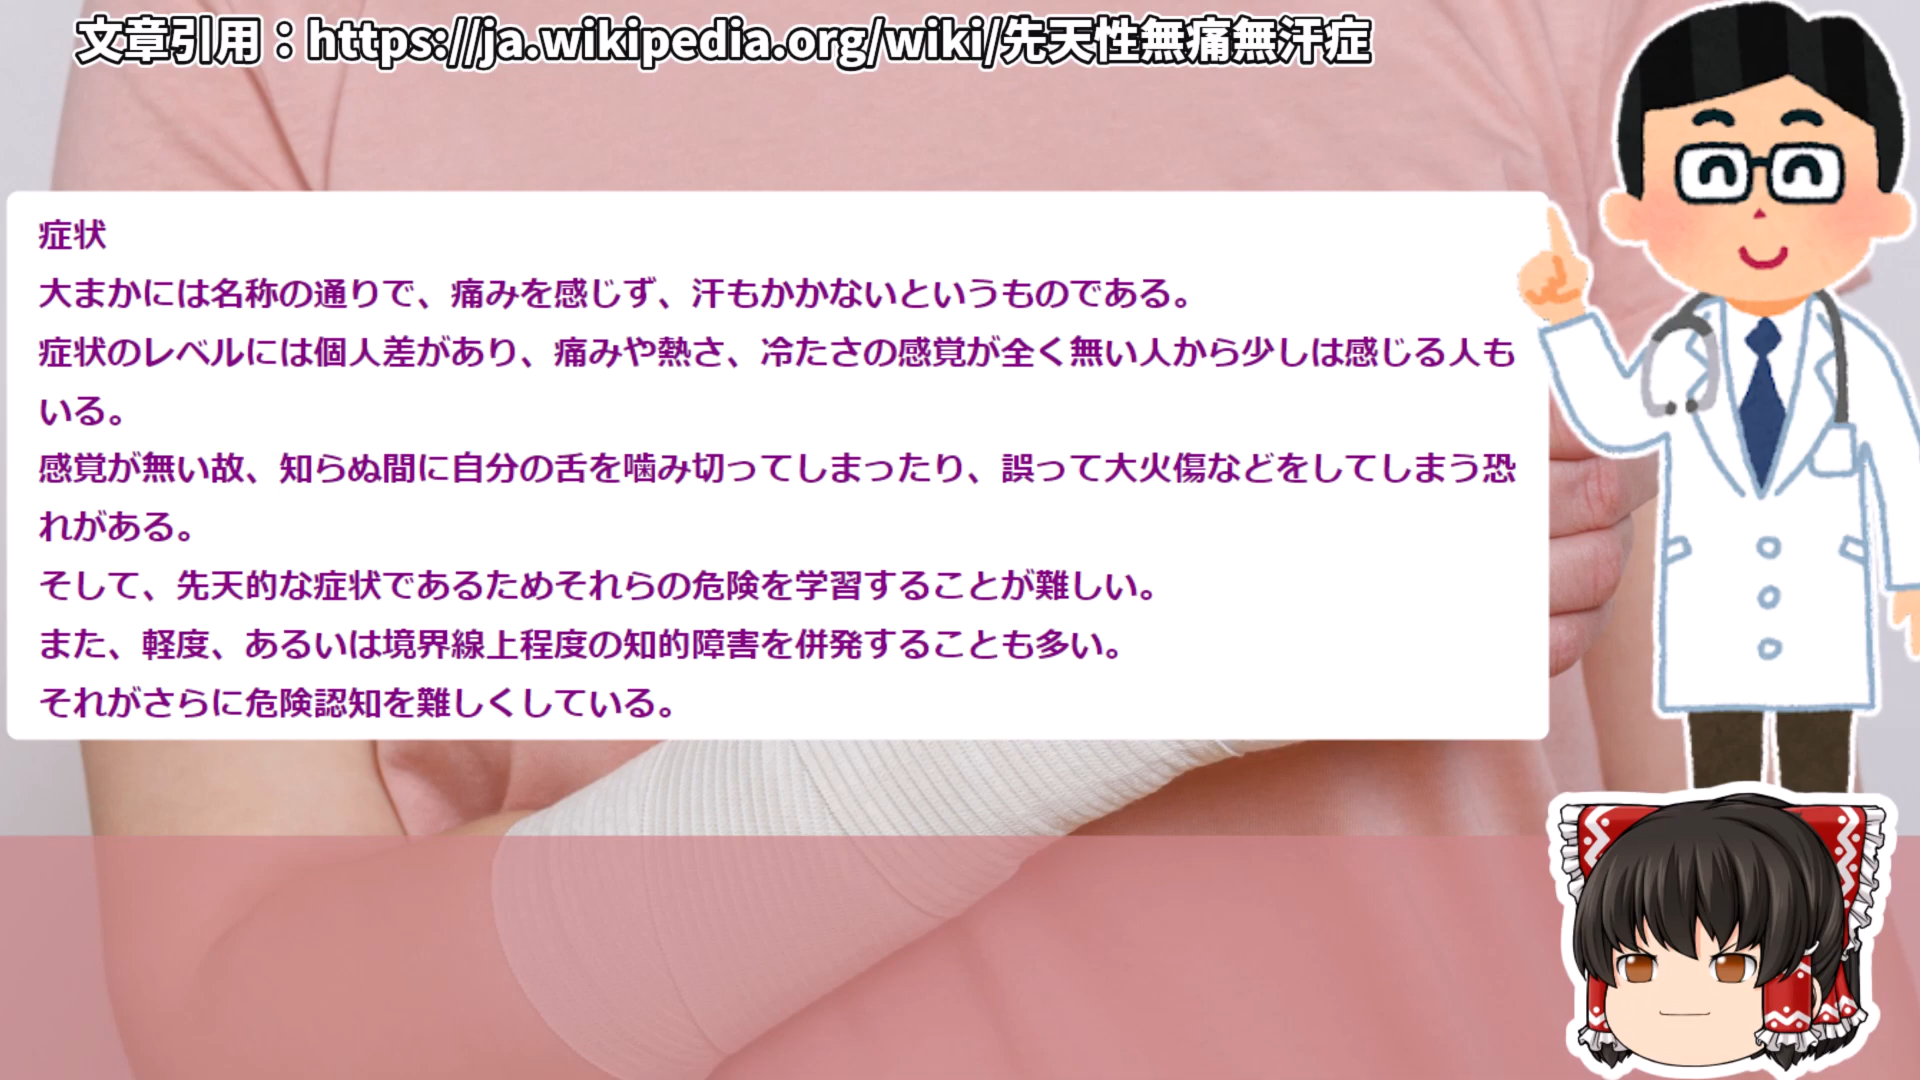 文章引用：https://ja.wikipedia.org/wiki/先天性無痛無汗症
症状
大まかには名称の通りで、痛みを感じず、汗もかかないというものである。
症状のレベルには個人差があり、痛みや熱さ、冷たさの感覚が全く無い人から少しは感じる人も
いる。
感覚が無い故、知らぬ間に自分の舌を噛み切ってしまったり、誤って大火傷などをしてしまう恐
れがある。
そして、先天的な症状であるためそれらの危険を学習することが難しい。
また、軽度、あるいは境界線上程度の知的障害を併発することも多い。
それがさらに危険認知を難しくしている。